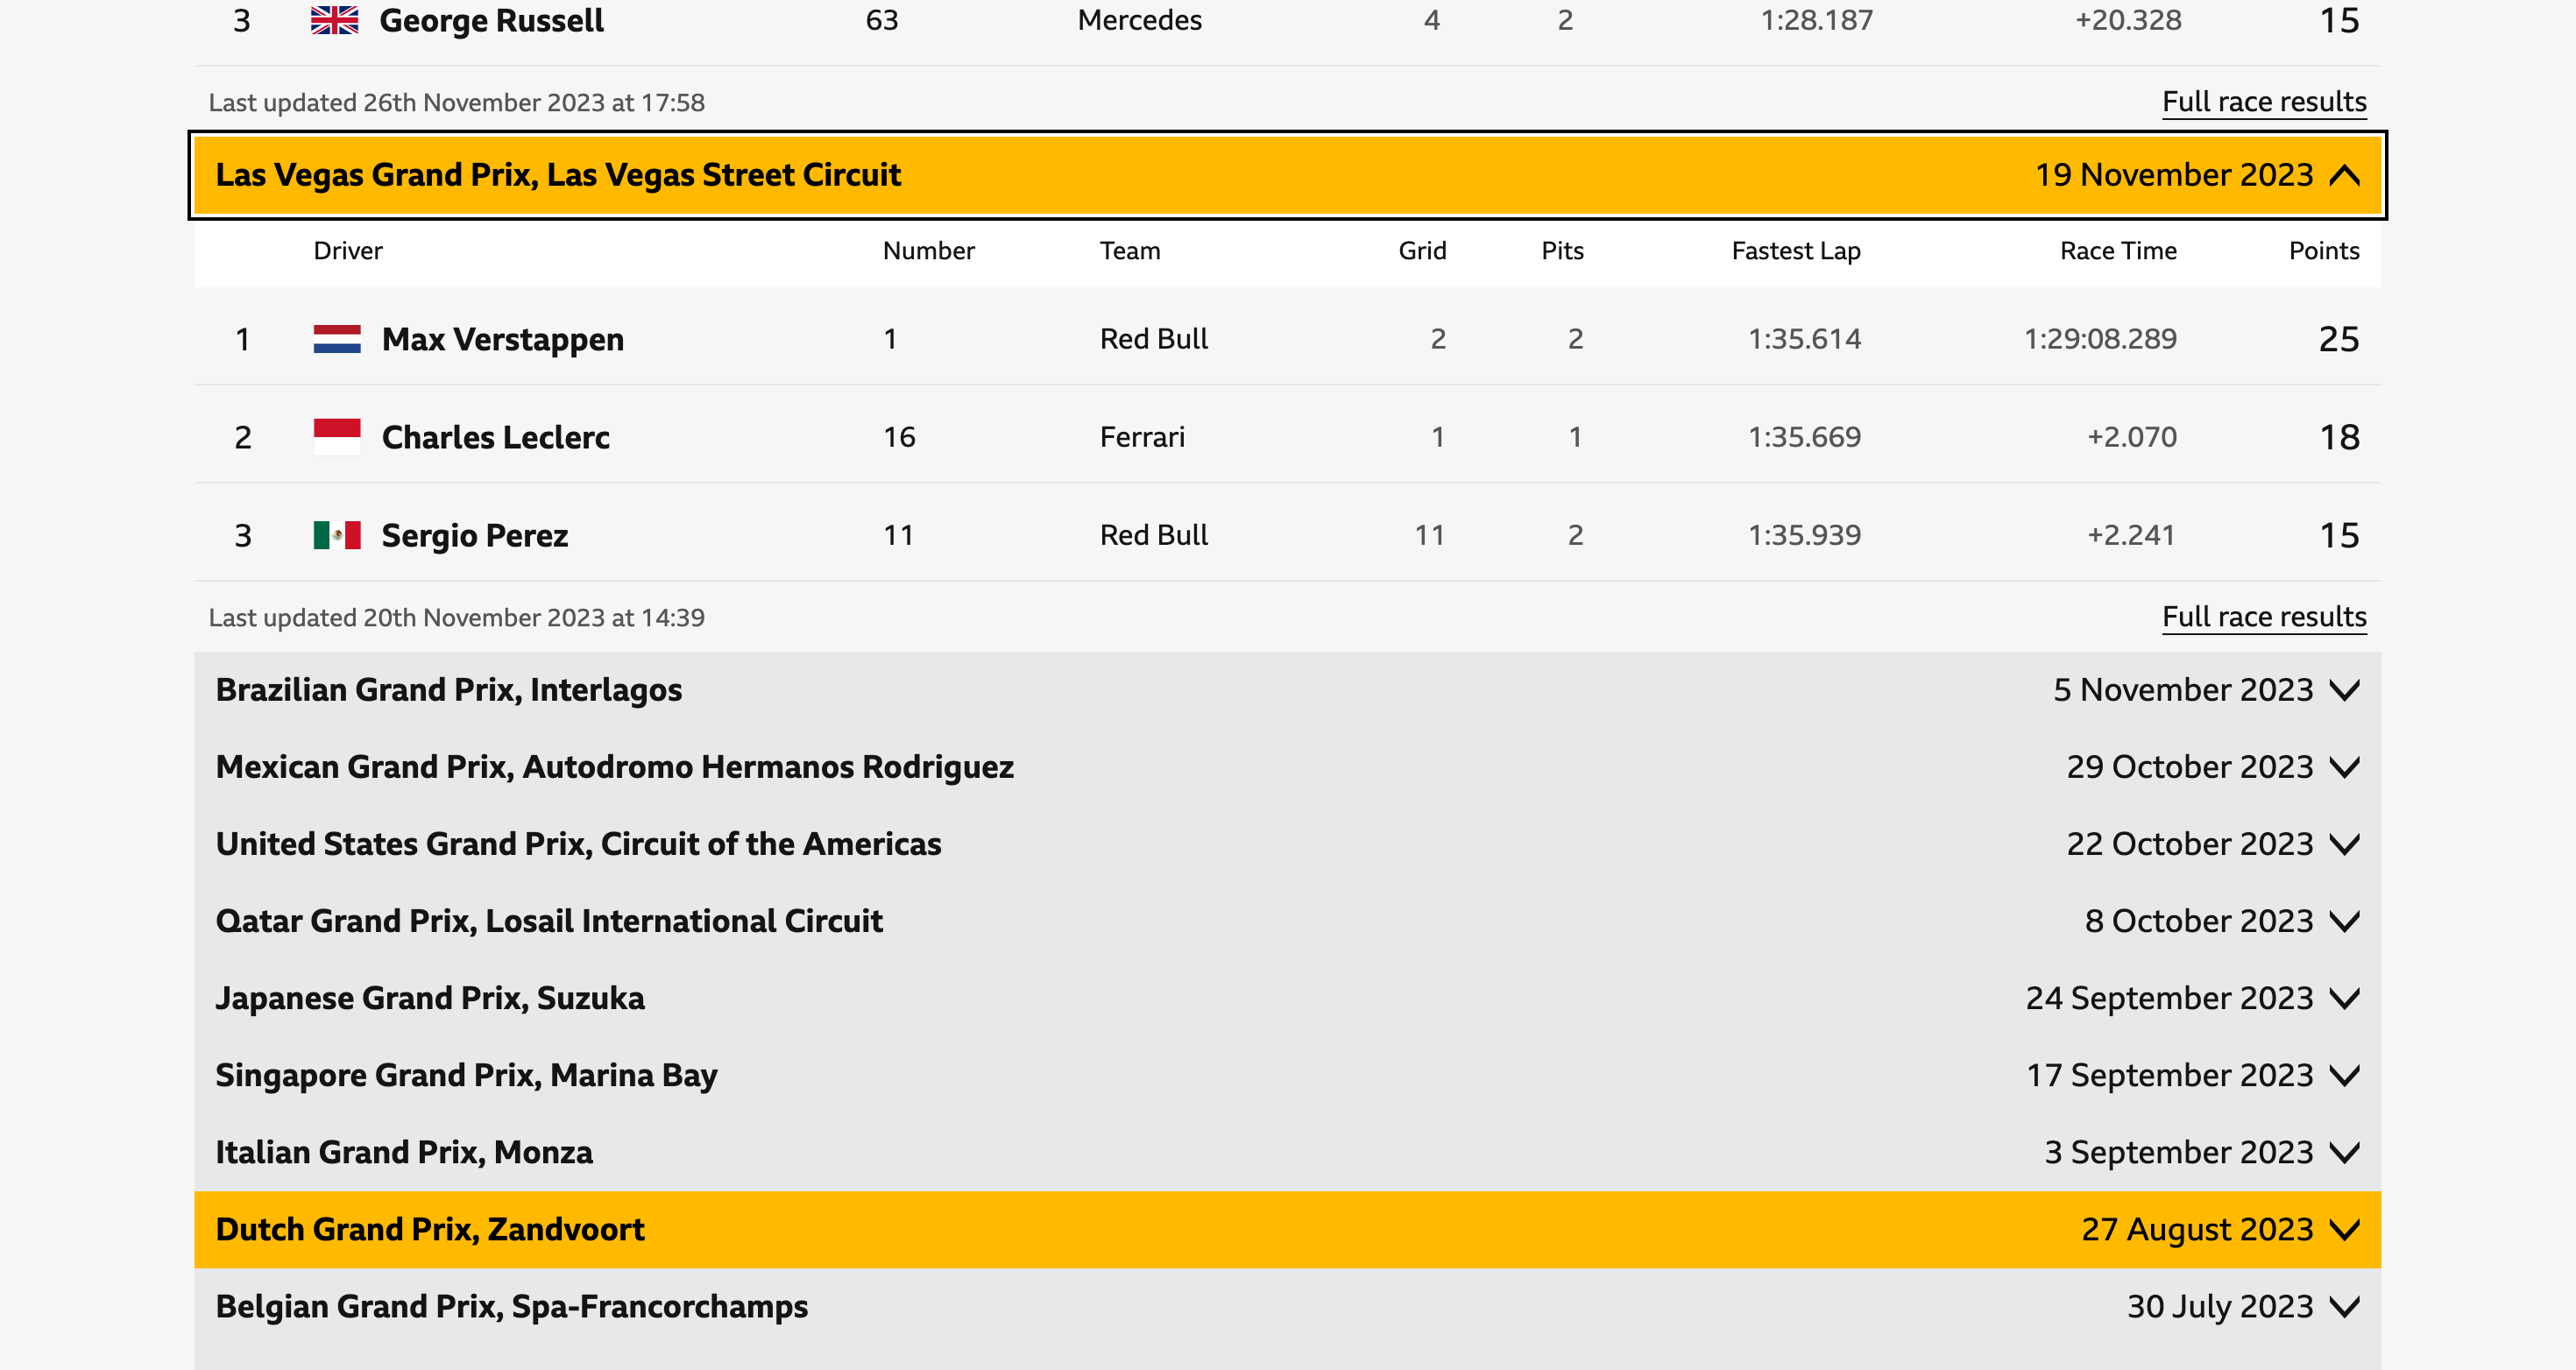 3 George Russell 63 Mercedes 4 2 1:28.187 +20.328 15
Last updated 26th November 2023 at 17:58 Full race results
Las Vegas Grand Prix, Las Vegas Street Circuit 19 November 2023
Driver Number Team Grid Pits Fastest Lap Race Time Points
1 Max Verstappen 1 Red Bull 2 2 1:35.614 1:29:08.289 25
2 Charles Leclerc 16 Ferrari 1 1 1:35.669 +2.070 18
3 Sergio Perez 11 Red Bull 11 2 1:35.939 +2.241 15
Last updated 20th November 2023 at 14:39 Full race results
Brazilian Grand Prix, Interlagos 5 November 2023
Mexican Grand Prix, Autodromo Hermanos Rodriguez 29 October 2023
United States Grand Prix, Circuit of the Americas 22 October 2023
Qatar Grand Prix, Losail International Circuit 8 October 2023
Japanese Grand Prix, Suzuka 24 September 2023
Singapore Grand Prix, Marina Bay 17 September 2023
Italian Grand Prix, Monza 3 September 2023
Dutch Grand Prix, Zandvoort 27 August 2023
Belgian Grand Prix, Spa-Francorchamps 30 July 2023